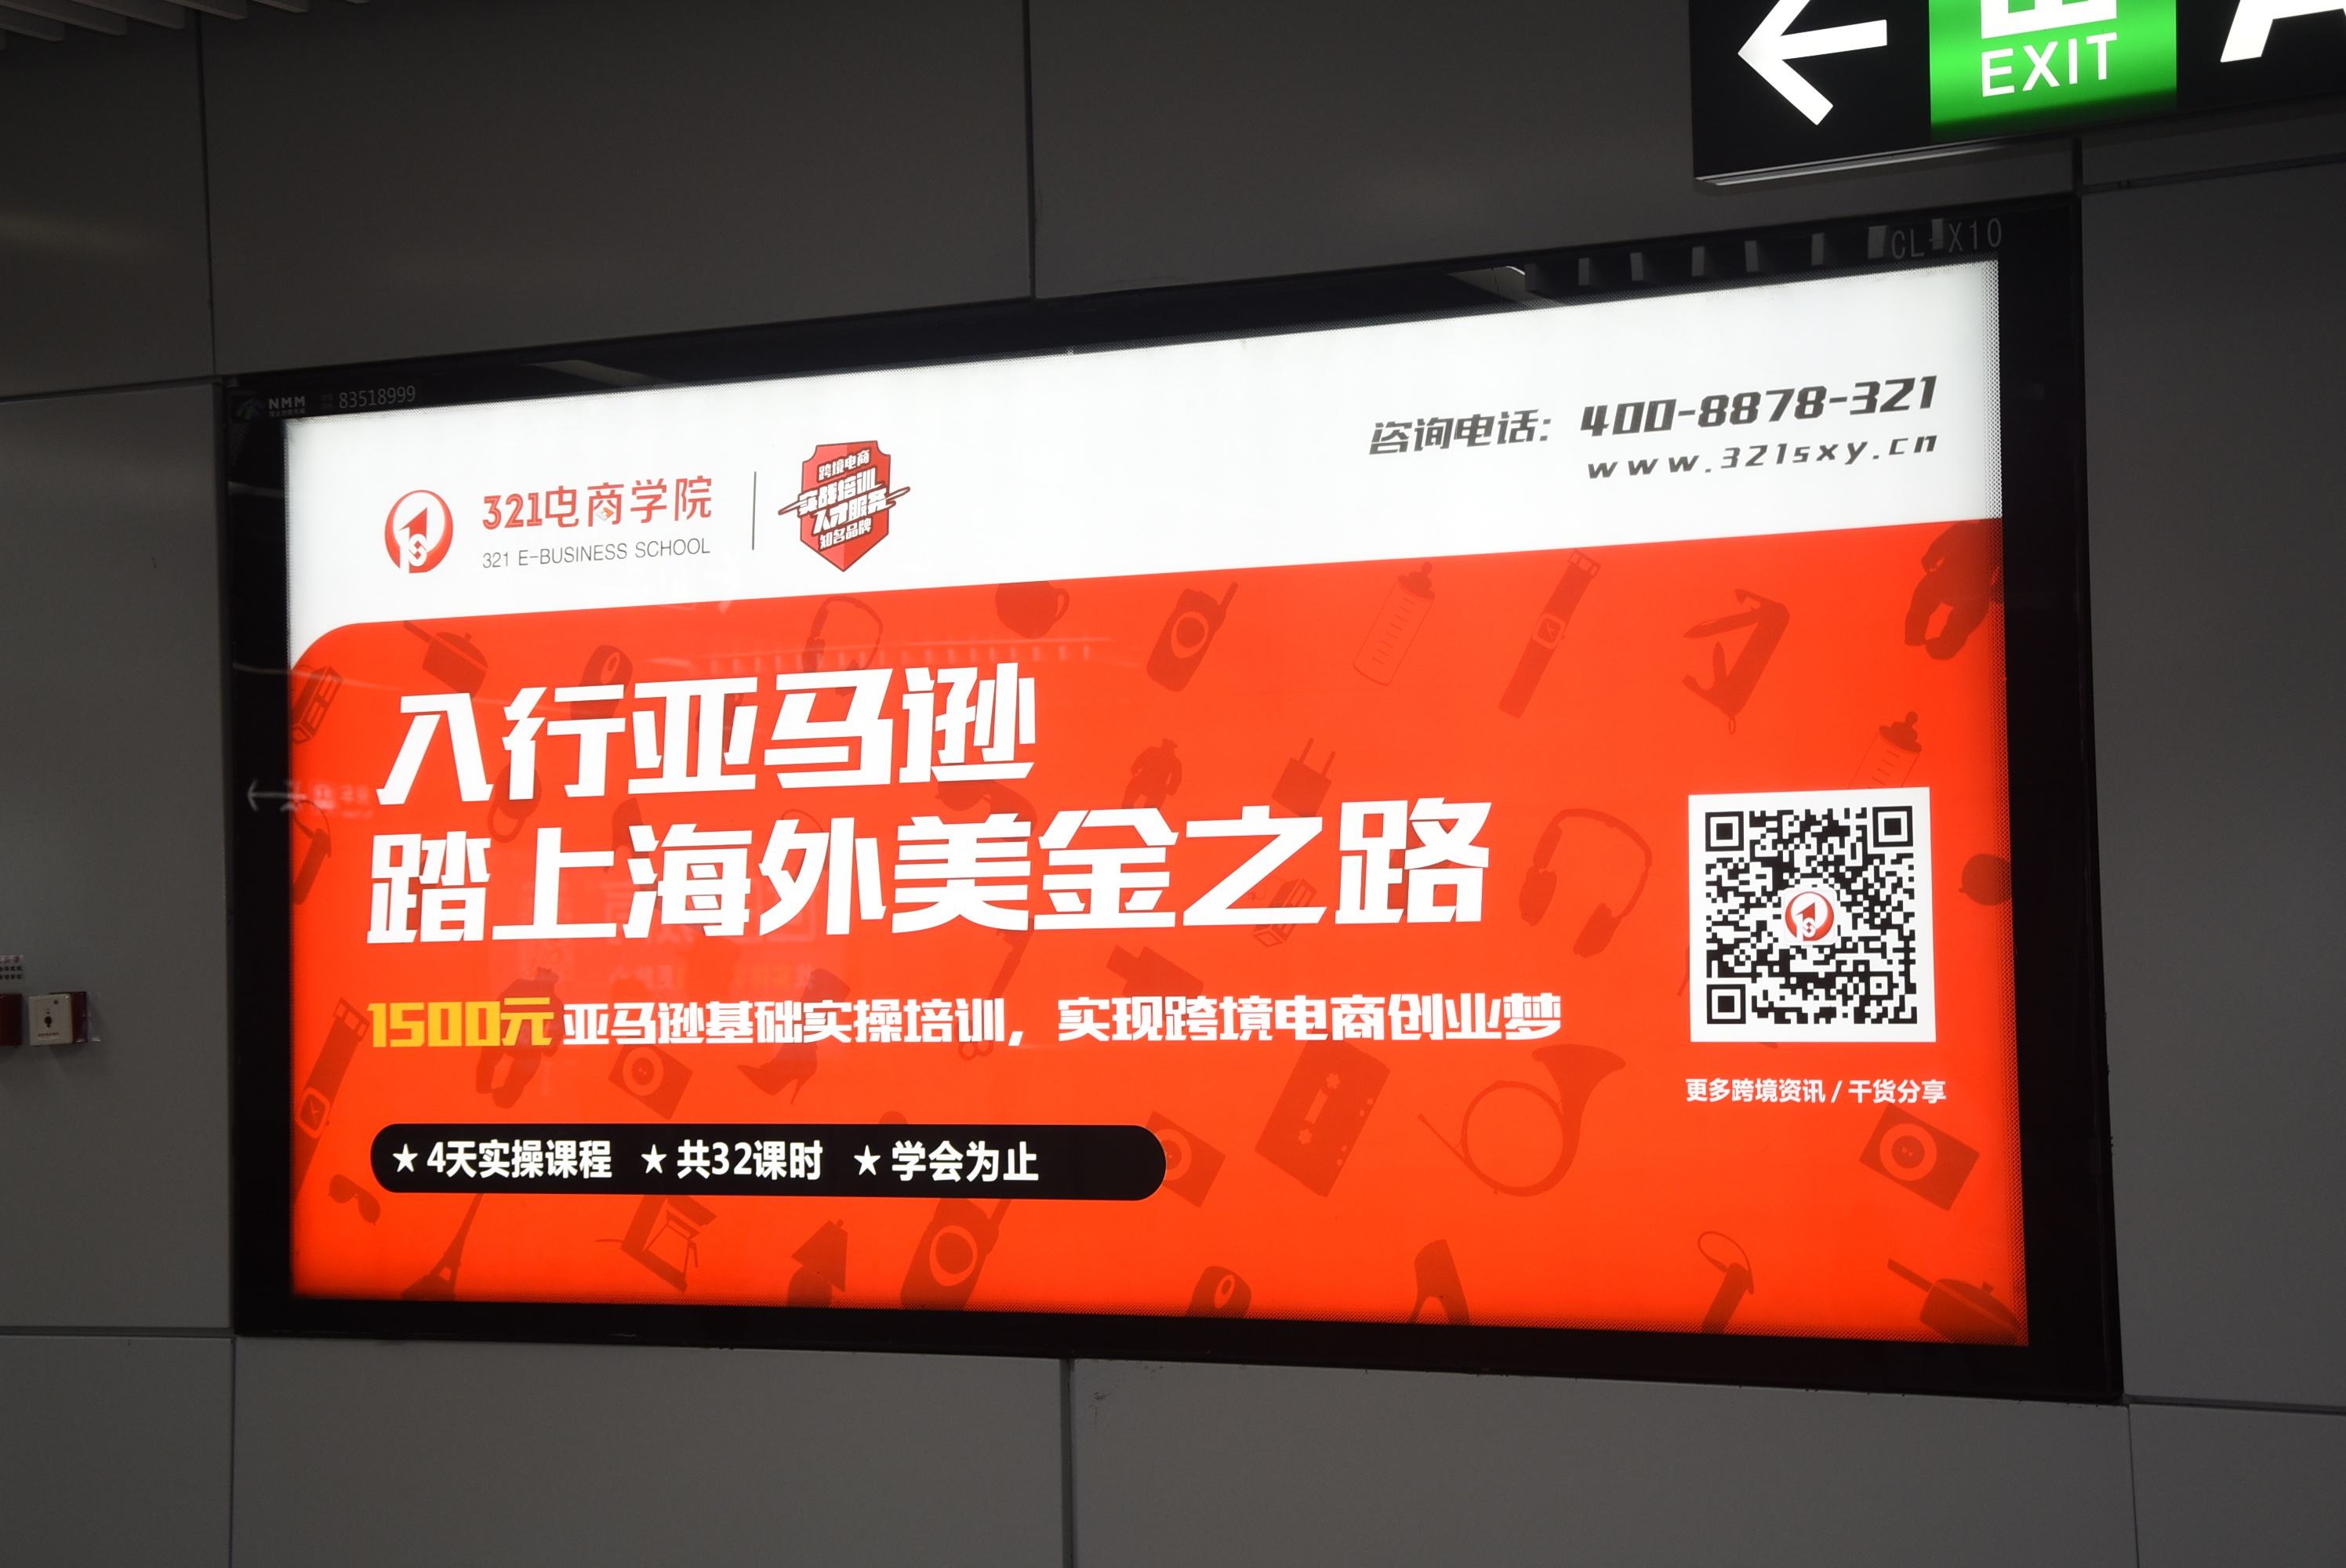 EXIT
CL-X10
NMM 83518999
咨询电话：400-8878-321
www.321sxy.cn
321电商学院
321 E-BUSINESS SCHOOL
跨境电商
实战培训
人才服务
知名品牌
入行亚马逊
踏上海外美金之路
1500元 亚马逊基础实操培训，实现跨境电商创业梦
更多跨境资讯 / 干货分享
★ 4天实操课程 ★ 共32课时 ★ 学会为止